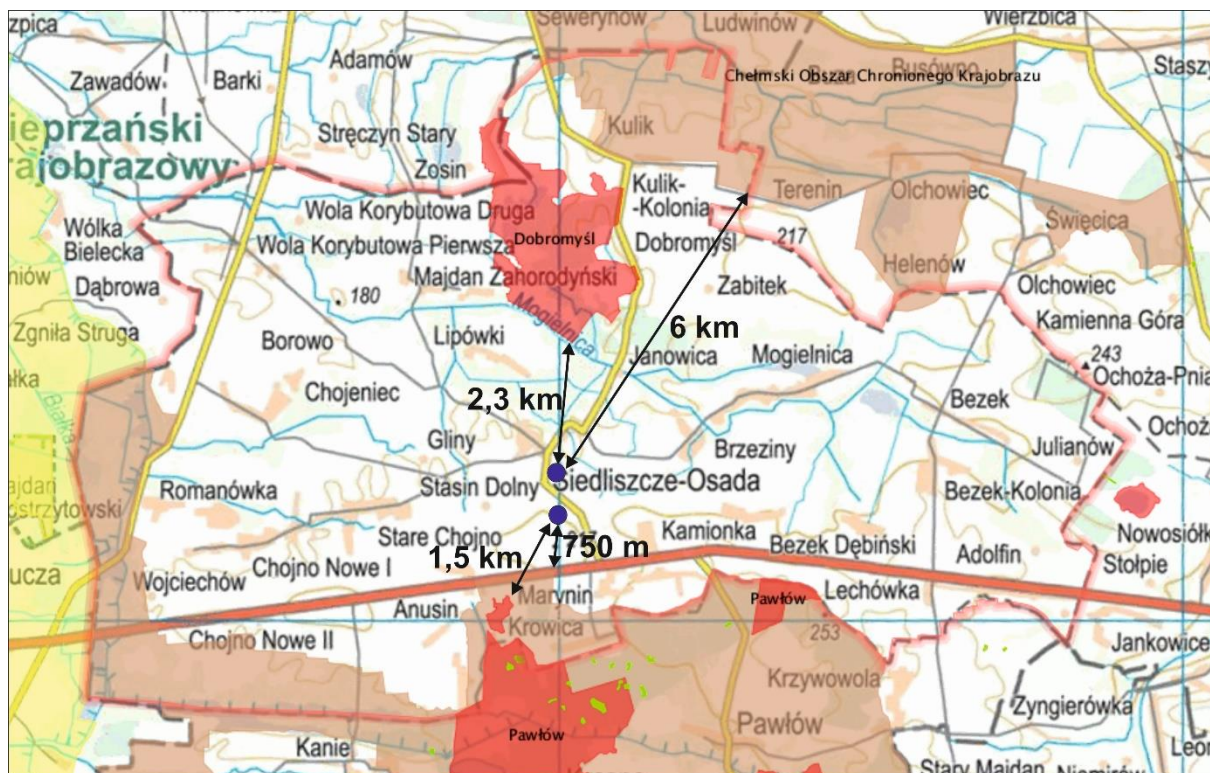 Sewerynów
Ludwinów
Wierzbica
Adamów
Zawadów
Barki
Chełmski Obszar Chronionego Krajobrazu
Busówno
Stręczyn Stary
Kulik
Zosin
Kulik-
-Kolonia
Terenin
Olchowiec
Święcica
Wola Korybutowa Druga
Dobromyśl
Dobromyśl
217
Wólka
Bielecka
Wola Korybutowa Pierwsza
Majdan Zahorodyński
Helenów
Dąbrowa
180
Zabitek
Olchowiec
Mogielnica
6 km
Kamienna Góra
Zgniła Struga
Borowo
Lipówki
Janowica
Mogielnica
243
Ochoża-Pnia
Białka
Chojeniec
2,3 km
Bezek
Gliny
Brzeziny
Julianów
Romanówka
Stasin Dolny
Siedliszcze-Osada
Bezek-Kolonia
Stare Chojno
Kamionka
Nowosiółk
1,5 km
750 m
Bezek Dębiński
Adolfin
Stołpie
Wojciechów
Chojno Nowe I
Marynin
Lechówka
Anusin
Pawłów
Krowica
253
Chojno Nowe II
Jankowice
Krzywowola
Zyngierówka
Pawłów
Pawłów
Kanie
Stary Majdan